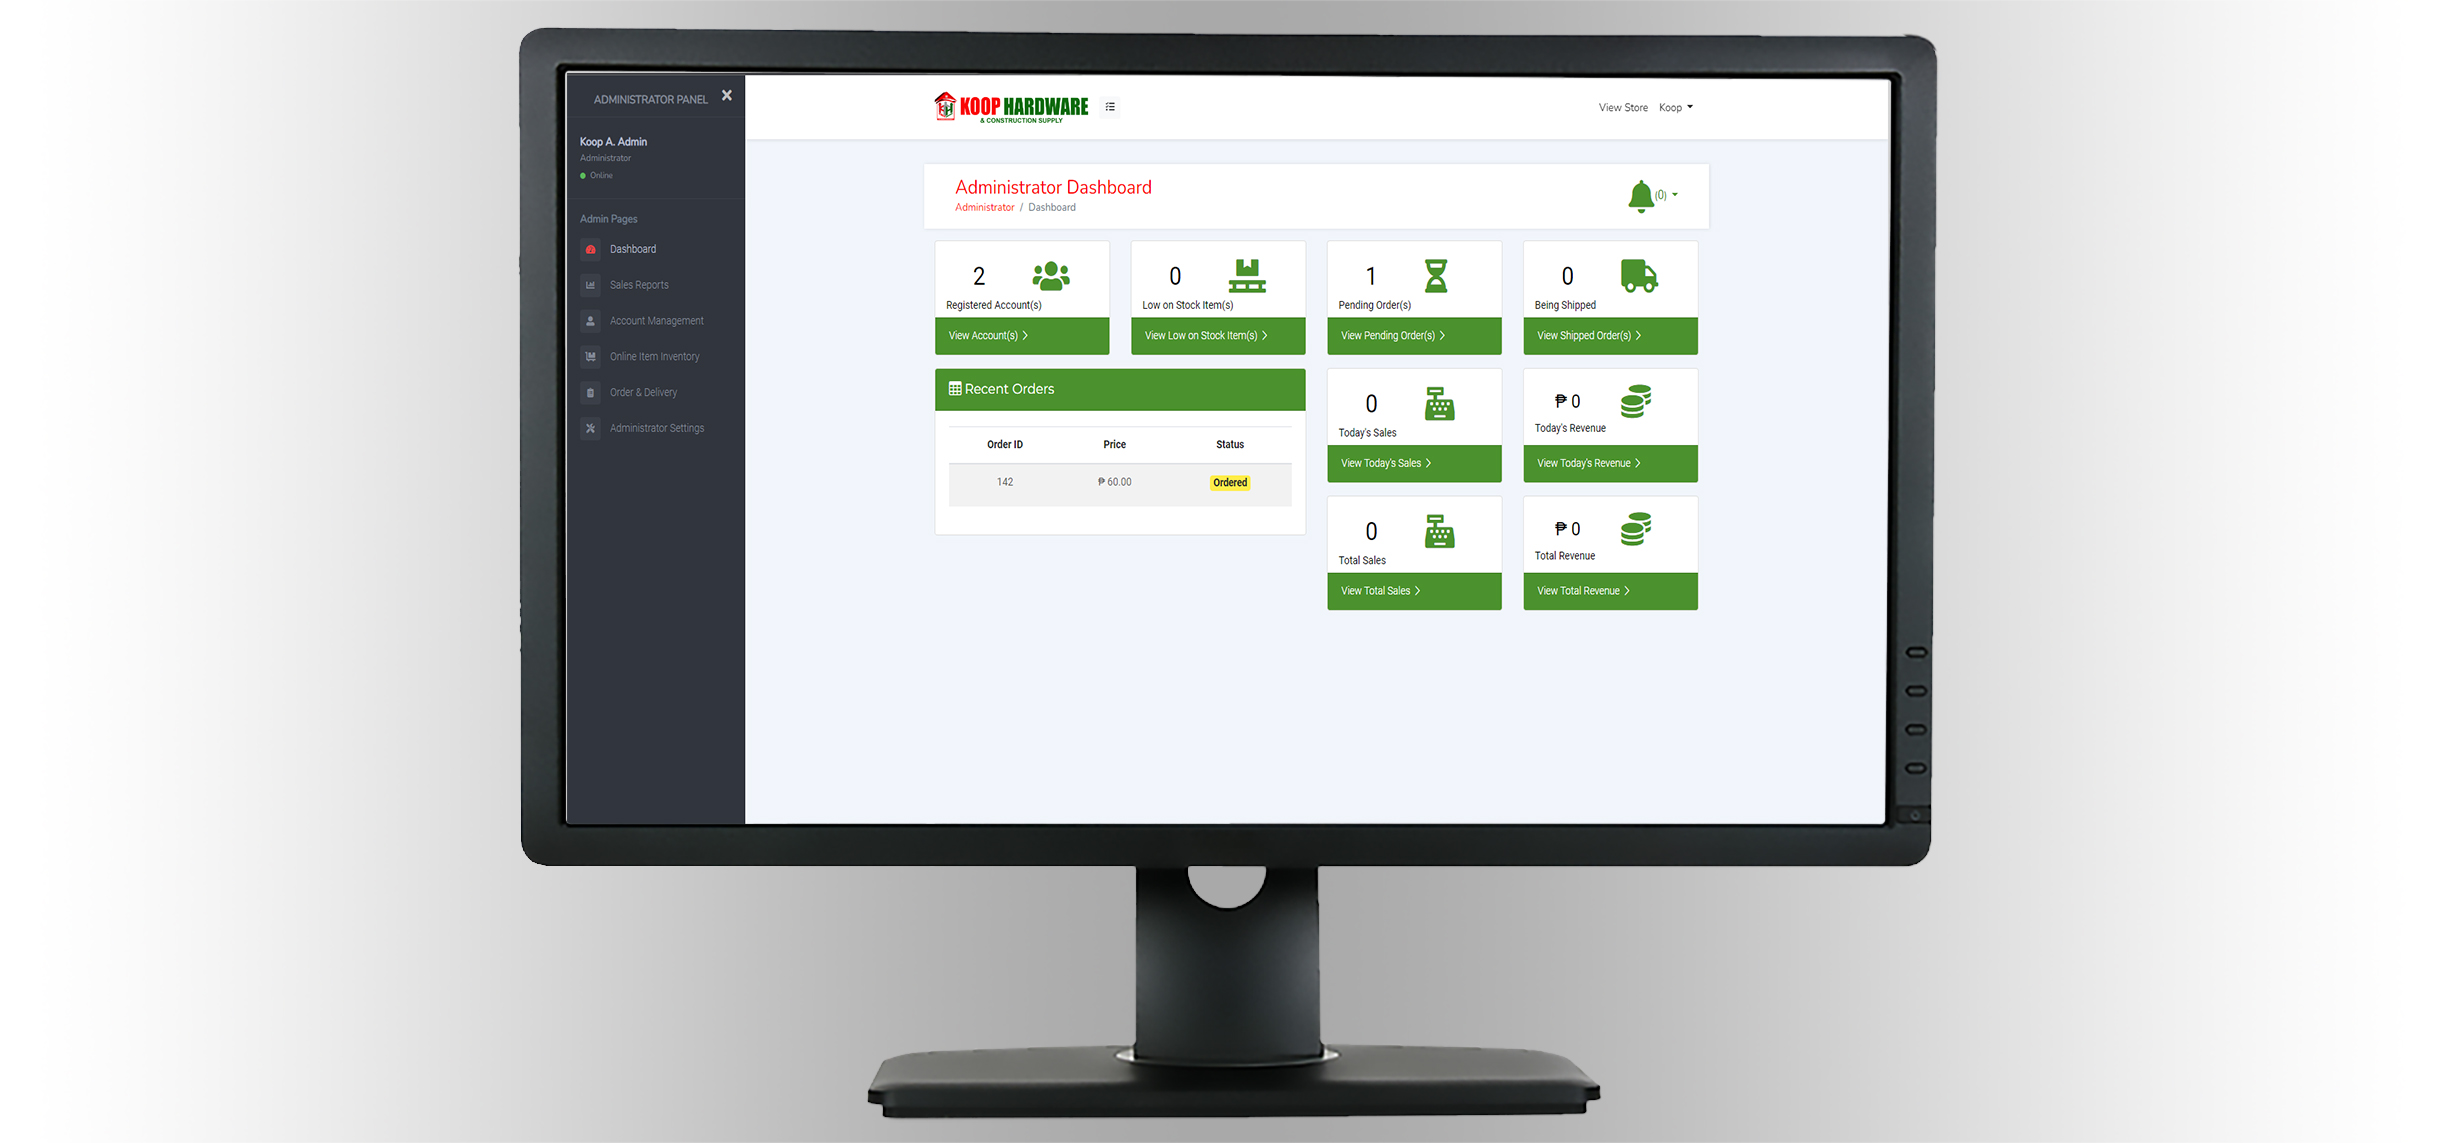 ADMINISTRATOR PANEL ×
Koop A. Admin
Administrator
Online
Admin Pages
Dashboard
Sales Reports
Account Management
Online Item Inventory
Order & Delivery
Administrator Settings
KOOP HARDWARE
& CONSTRUCTION SUPPLY
View Store Koop
Administrator Dashboard
Administrator / Dashboard
(0)
2
Registered Account(s)
View Account(s) >
0
Low on Stock Item(s)
View Low on Stock Item(s) >
1
Pending Order(s)
View Pending Order(s) >
0
Being Shipped
View Shipped Order(s) >
Recent Orders
Order ID Price Status
142 ₱ 60.00 Ordered
0
Today's Sales
View Today's Sales >
₱ 0
Today's Revenue
View Today's Revenue >
0
Total Sales
View Total Sales >
₱ 0
Total Revenue
View Total Revenue >